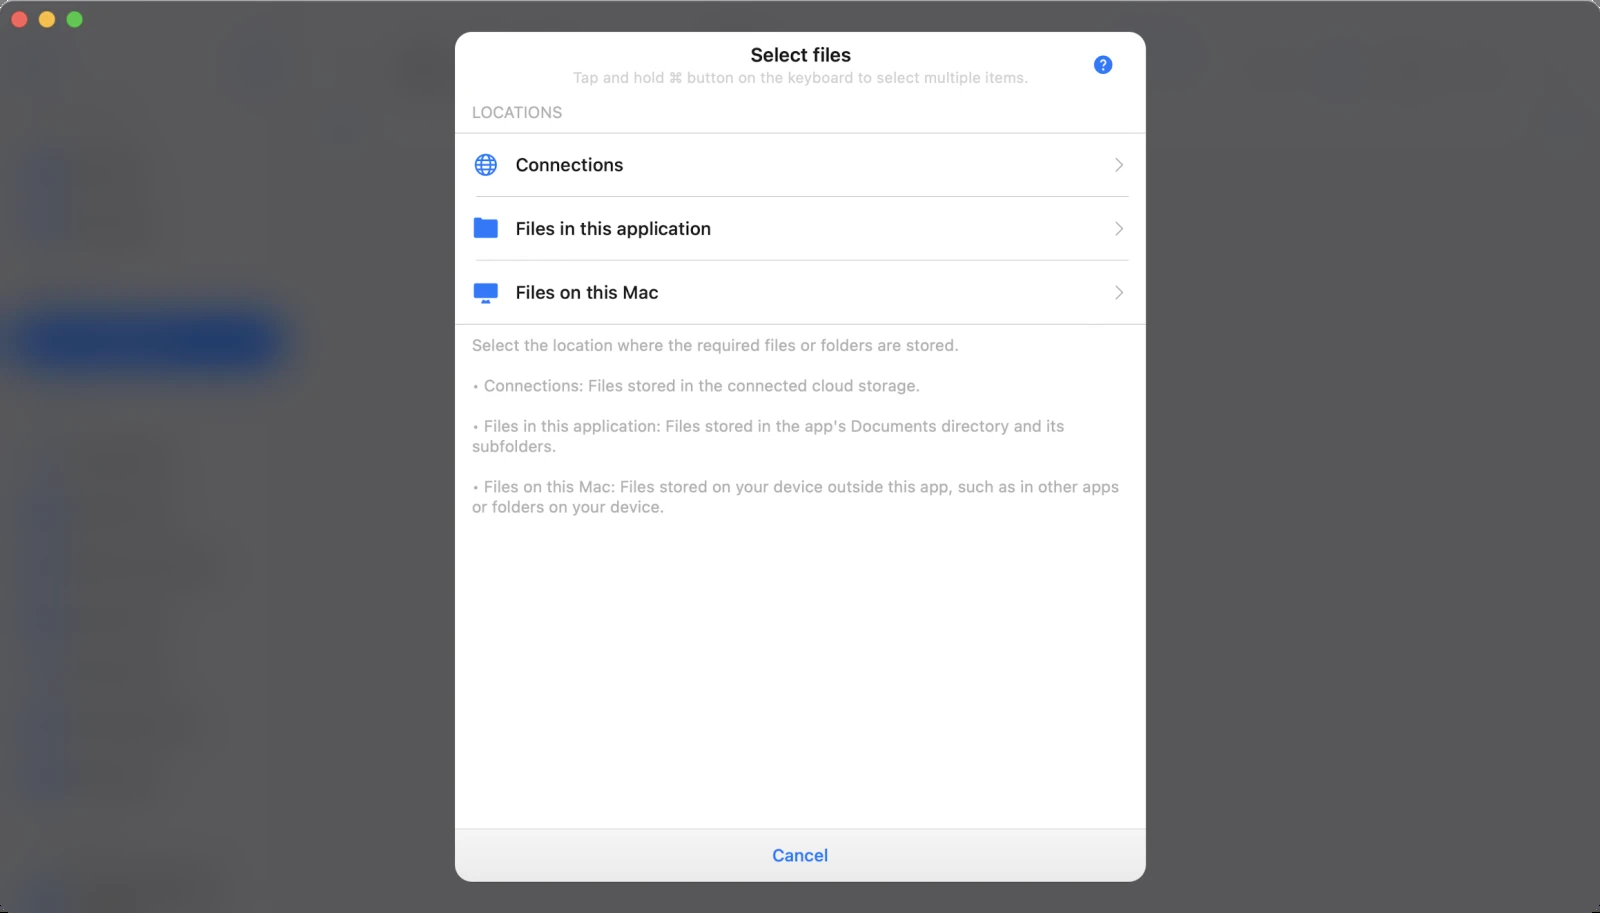 Select files
Tap and hold ⌘ button on the keyboard to select multiple items.
?
LOCATIONS
Connections
Files in this application
Files on this Mac
Select the location where the required files or folders are stored.
• Connections: Files stored in the connected cloud storage.
• Files in this application: Files stored in the app's Documents directory and its
subfolders.
• Files on this Mac: Files stored on your device outside this app, such as in other apps
or folders on your device.
Cancel